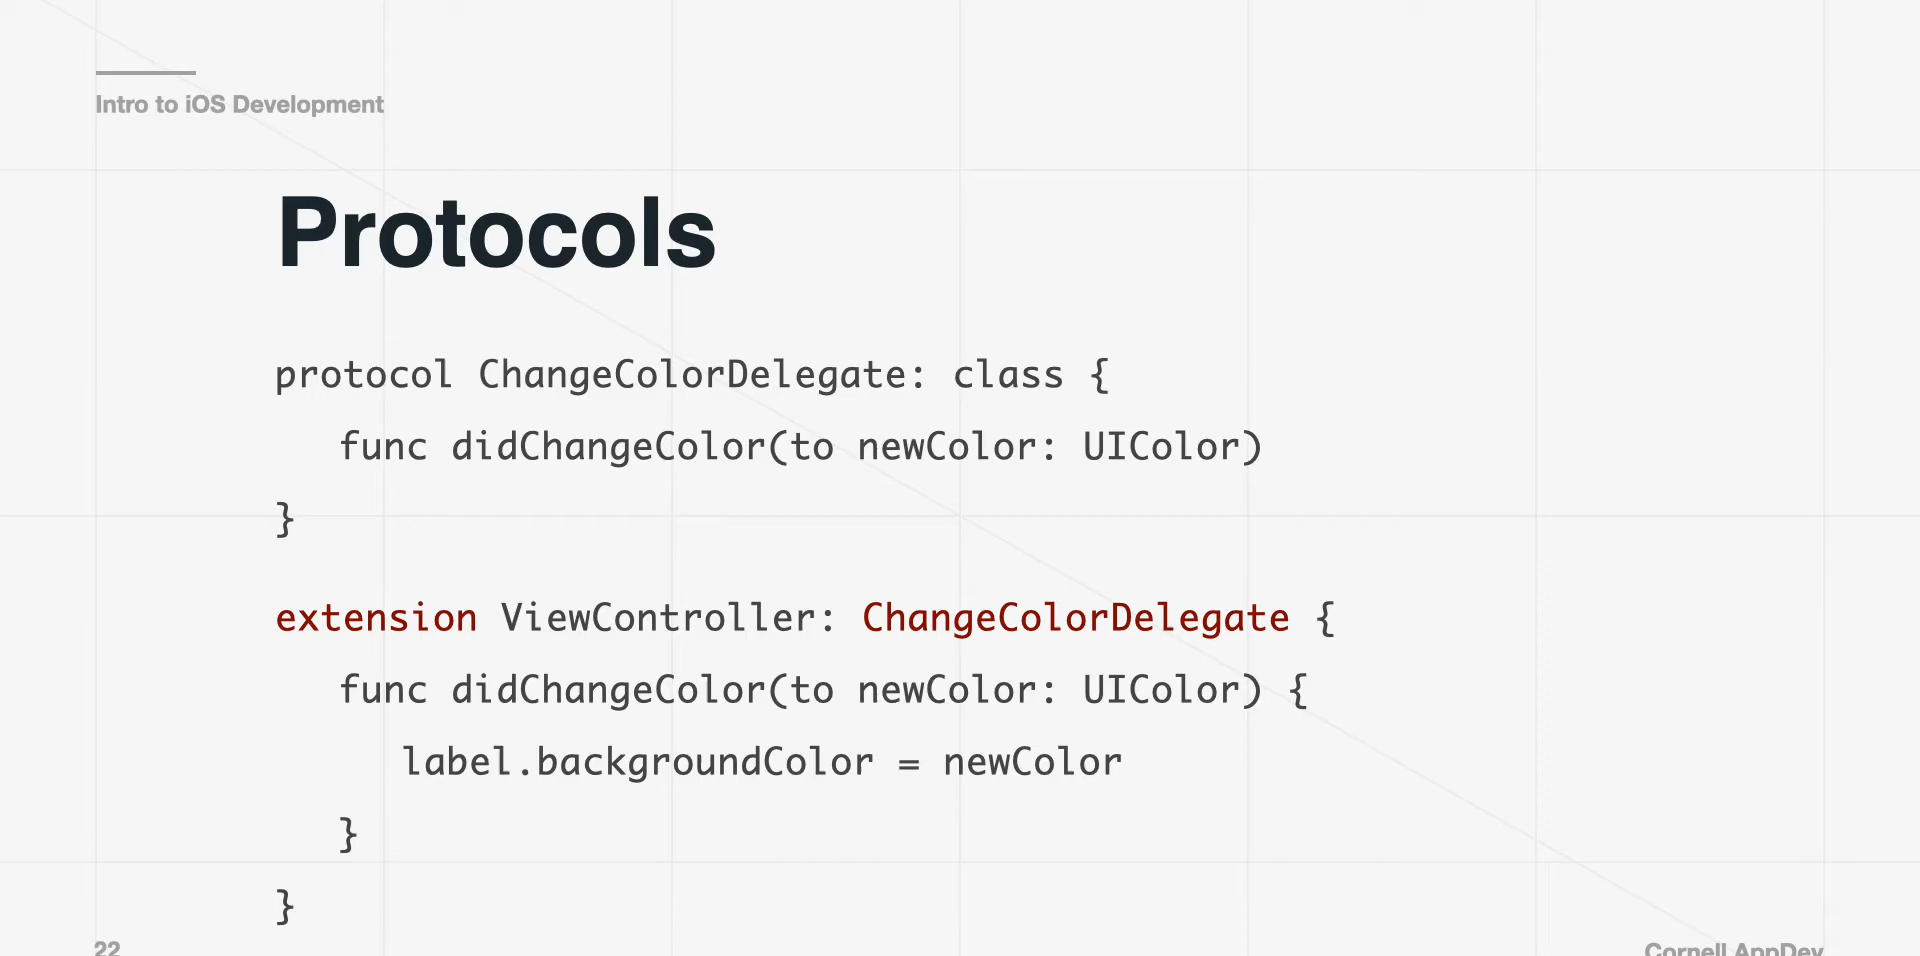 Intro to iOS Development
Protocols
protocol ChangeColorDelegate: class {
func didChangeColor(to newColor: UIColor)
}
extension ViewController: ChangeColorDelegate {
func didChangeColor(to newColor: UIColor) {
label.backgroundColor = newColor
}
}
22
Cornell AppDev